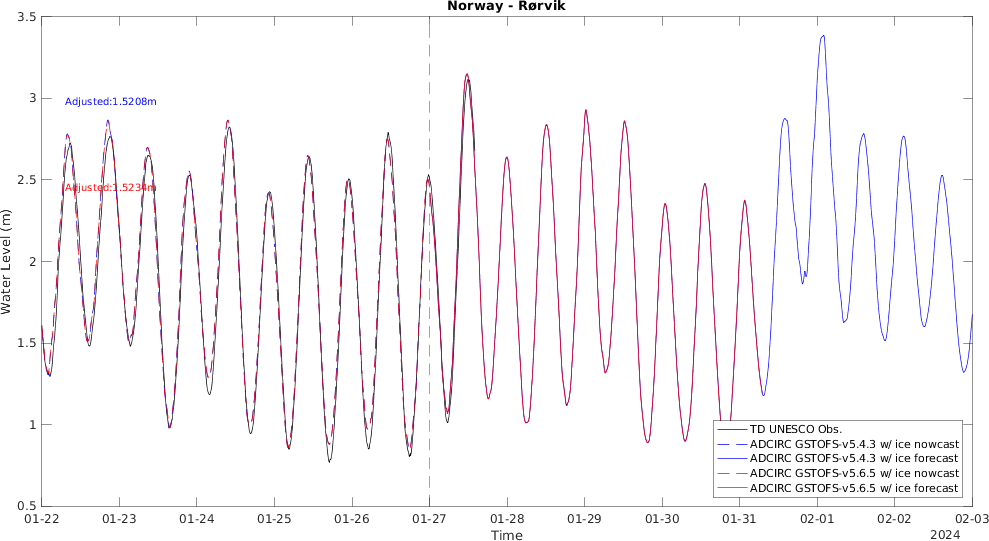 Norway - Rørvik
3.5
3
2.5
2
1.5
1
0.5
Water Level (m)
Adjusted:1.5208m
Adjusted:1.5234m
TD UNESCO Obs.
ADCIRC GSTOFS-v5.4.3 w/ ice nowcast
ADCIRC GSTOFS-v5.4.3 w/ ice forecast
ADCIRC GSTOFS-v5.6.5 w/ ice nowcast
ADCIRC GSTOFS-v5.6.5 w/ ice forecast
01-22 01-23 01-24 01-25 01-26 01-27 01-28 01-29 01-30 01-31 02-01 02-02 02-03
Time
2024